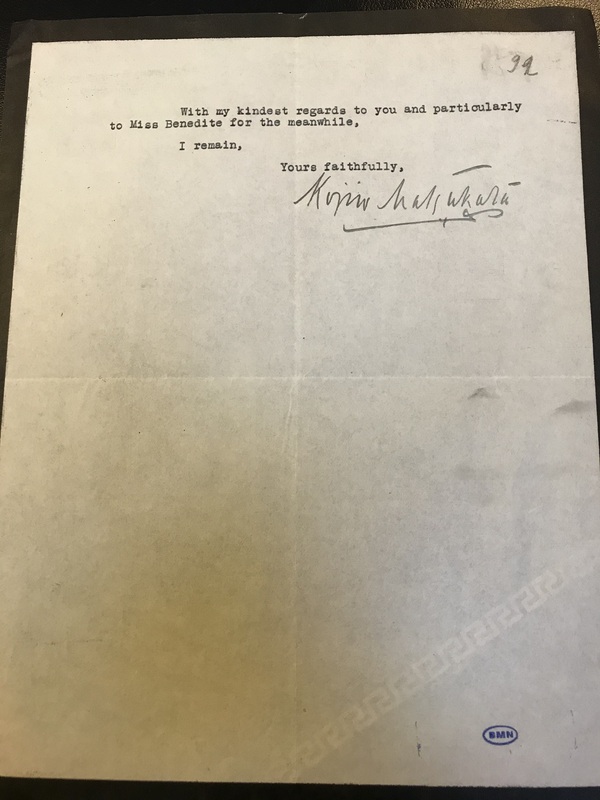 92
With my kindest regards to you and particularly
to Miss Benedite for the meanwhile,
I remain,
Yours faithfully,
Kojiro Matsukata
BMN